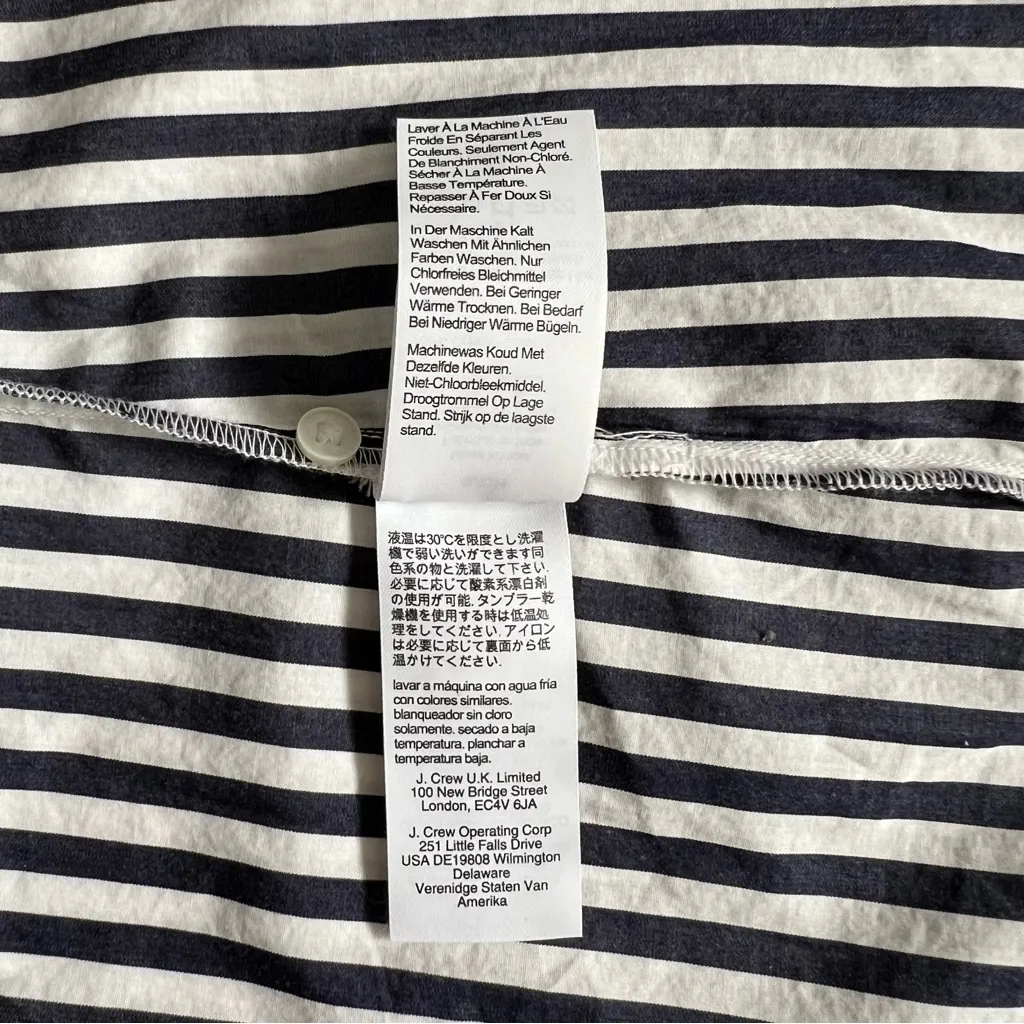 Laver À La Machine À L'Eau
Froide En Séparant Les
Couleurs. Seulement Agent
De Blanchiment Non-Chloré.
Sécher À La Machine À
Basse Température.
Repasser À Fer Doux Si
Nécessaire.
In Der Maschine Kalt
Waschen Mit Ähnlichen
Farben Waschen. Nur
Chlorfreies Bleichmittel
Verwenden. Bei Geringer
Wärme Trocknen. Bei Bedarf
Bei Niedriger Wärme Bügeln.
Machinewas Koud Met
Dezelfde Kleuren.
Niet-Chloorbleekmiddel.
Droogtrommel Op Lage
Stand. Strijk op de laagste
stand.
液温は30°Cを限度とし洗濯
機で弱い洗いができます同
色系の物と洗濯して下さい.
必要に応じて酸素系漂白剤
の使用が可能. タンブラー乾
燥機を使用する時は低温処
理をしてください. アイロン
は必要に応じて裏面から低
温かけてください.
lavar a máquina con agua fría
con colores similares.
blanqueador sin cloro
solamente. secado a baja
temperatura. planchar a
temperatura baja.
J. Crew U.K. Limited
100 New Bridge Street
London, EC4V 6JA
J. Crew Operating Corp
251 Little Falls Drive
USA DE19808 Wilmington
Delaware
Verenidge Staten Van
Amerika